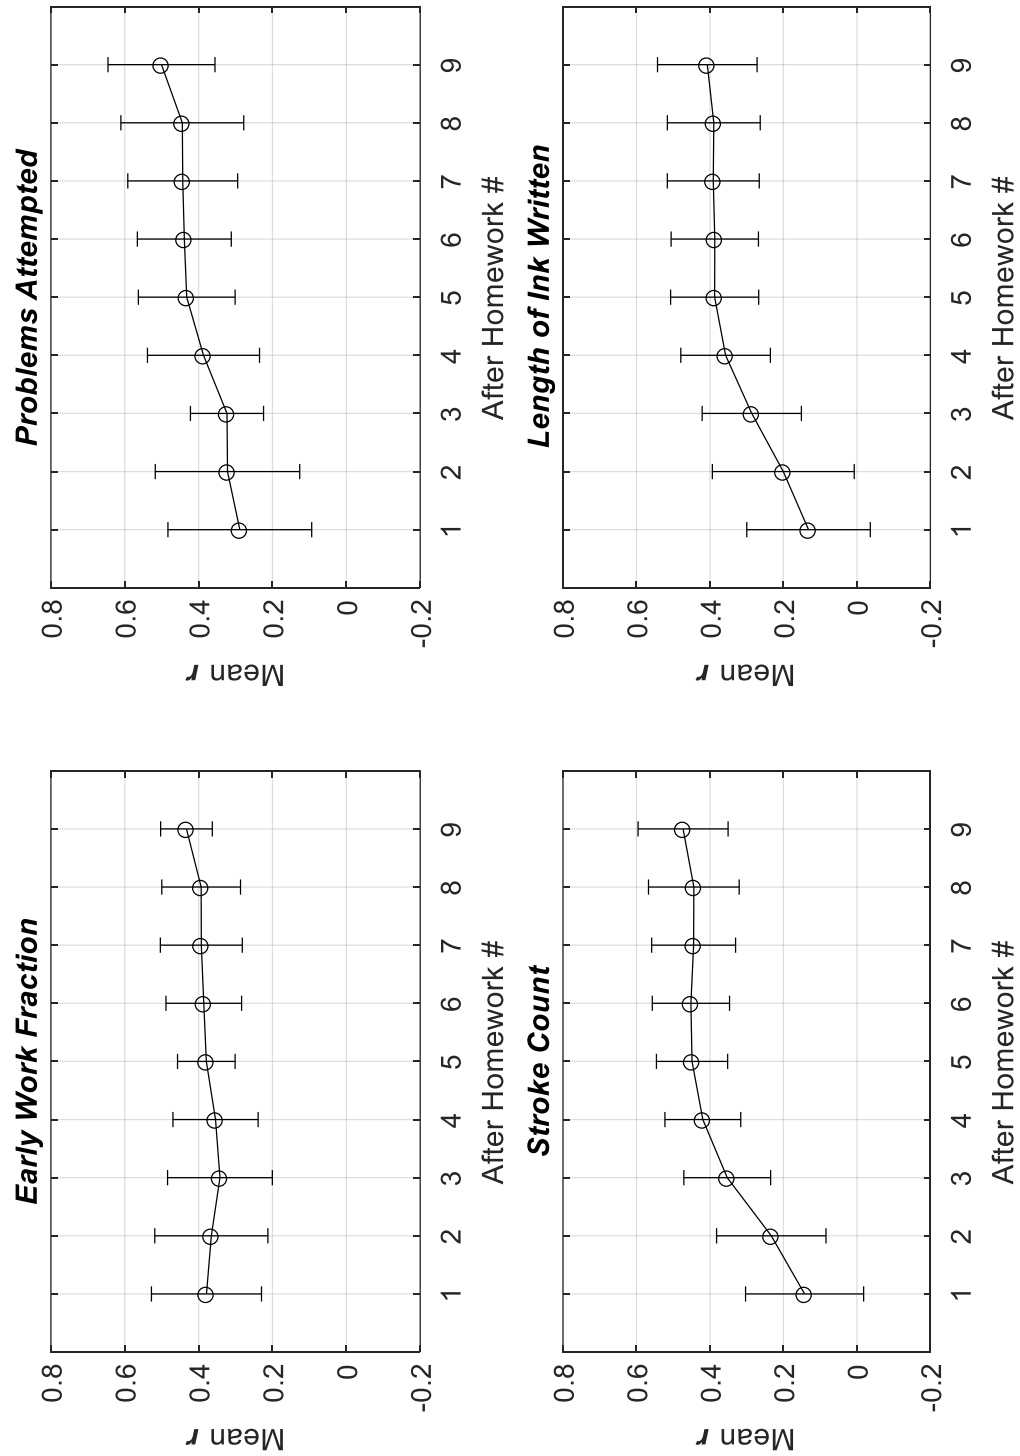 Early Work Fraction
Mean r
0.8
0.6
0.4
0.2
0
-0.2
1 2 3 4 5 6 7 8 9
After Homework #
Problems Attempted
Mean r
0.8
0.6
0.4
0.2
0
-0.2
1 2 3 4 5 6 7 8 9
After Homework #
Stroke Count
Mean r
0.8
0.6
0.4
0.2
0
-0.2
1 2 3 4 5 6 7 8 9
After Homework #
Length of Ink Written
Mean r
0.8
0.6
0.4
0.2
0
-0.2
1 2 3 4 5 6 7 8 9
After Homework #